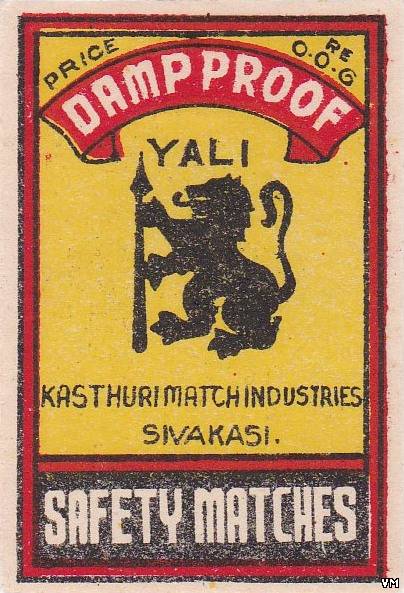 PRICE RE 0-0-6
DAMP PROOF
YALI
KASTHURI MATCH INDUSTRIES
SIVAKASI.
SAFETY MATCHES
VM